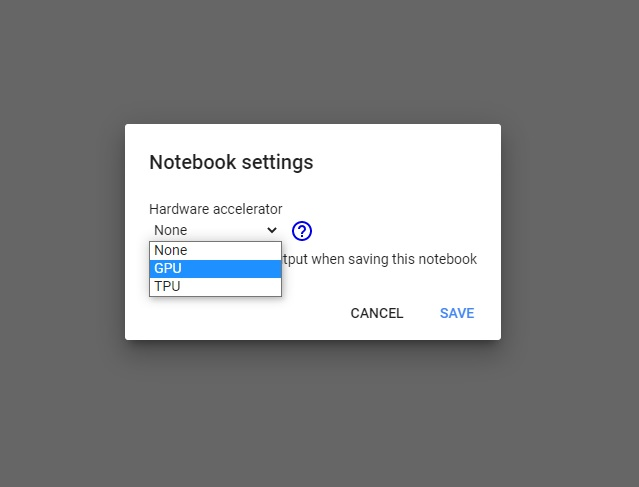 Notebook settings
Hardware accelerator
None
?
None
GPU
TPU
tput when saving this notebook
CANCEL
SAVE